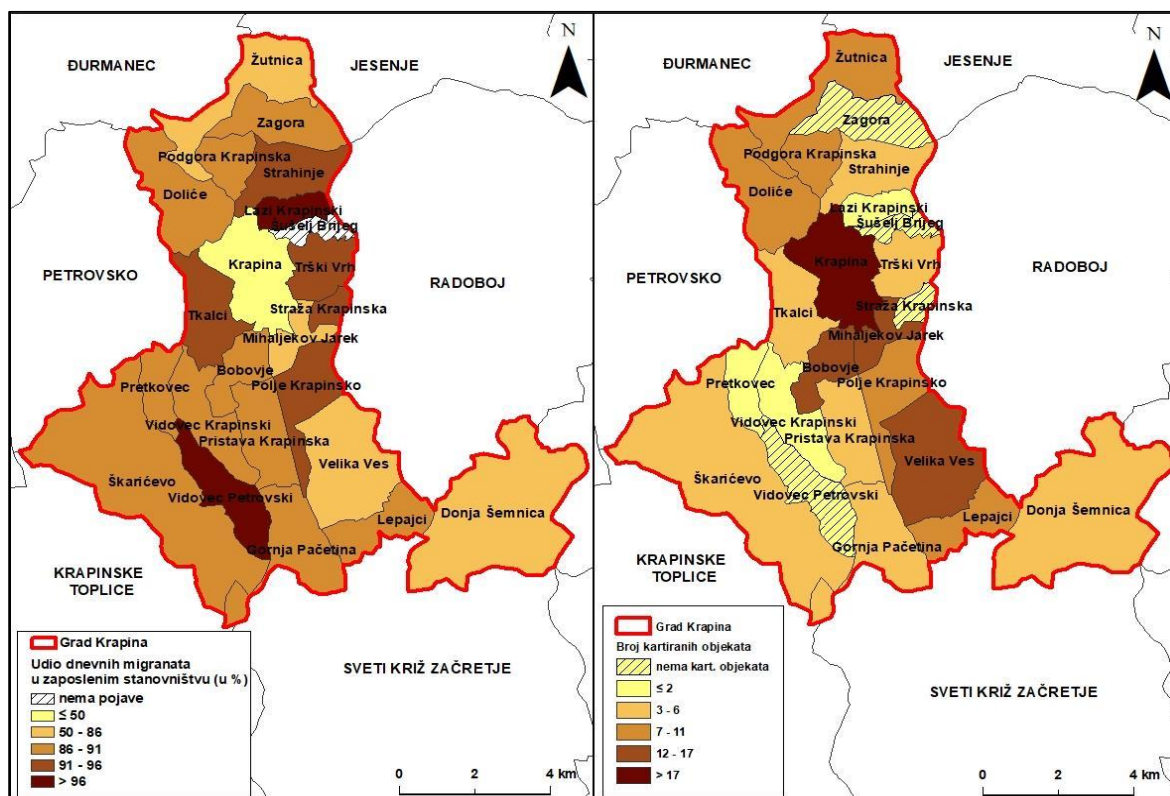 ĐURMANEC
Žutnica
JESENJE
N
Zagora
Podgora Krapinska
Strahinje
Doliće
Lazi Krapinski
Šušelj Brijeg
Krapina
Trški Vrh
PETROVSKO
RADOBOJ
Tkalci
Straža Krapinska
Mihaljekov Jarek
Bobovje
Pretkovec
Polje Krapinsko
Vidovec Krapinski
Pristava Krapinska
Velika Ves
Škarićevo
Vidovec Petrovski
Lepajci
Donja Šemnica
Gornja Pačetina
KRAPINSKE
TOPLICE
SVETI KRIŽ ZAČRETJE
Grad Krapina
Udio dnevnih migranata
u zaposlenim stanovništvu (u %)
nema pojave
≤ 50
50 - 86
86 - 91
91 - 96
> 96
0 2 4 km
ĐURMANEC
Žutnica
JESENJE
N
Zagora
Podgora Krapinska
Strahinje
Doliće
Lazi Krapinski
Šušelj Brijeg
Krapina
Trški Vrh
PETROVSKO
RADOBOJ
Tkalci
Straža Krapinska
Mihaljekov Jarek
Bobovje
Pretkovec
Polje Krapinsko
Vidovec Krapinski
Pristava Krapinska
Velika Ves
Škarićevo
Vidovec Petrovski
Lepajci
Donja Šemnica
Gornja Pačetina
KRAPINSKE
TOPLICE
SVETI KRIŽ ZAČRETJE
Grad Krapina
Broj kartiranih objekata
nema kart. objekata
≤ 2
3 - 6
7 - 11
12 - 17
> 17
0 2 4 km